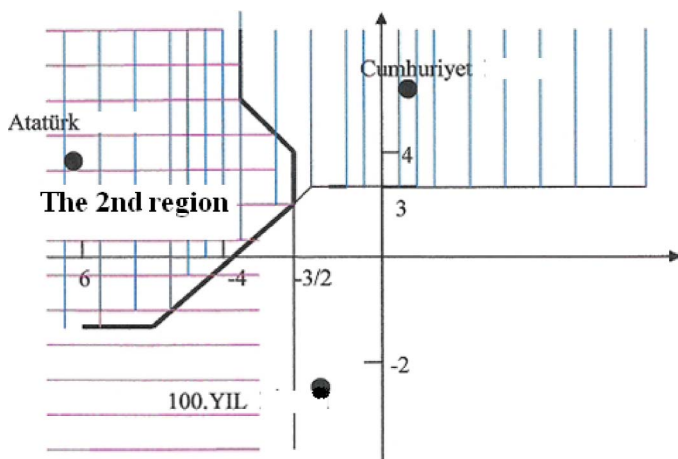 Cumhuriyet
Atatürk
4
The 2nd region
3
6
-4
-3/2
-2
100.YIL